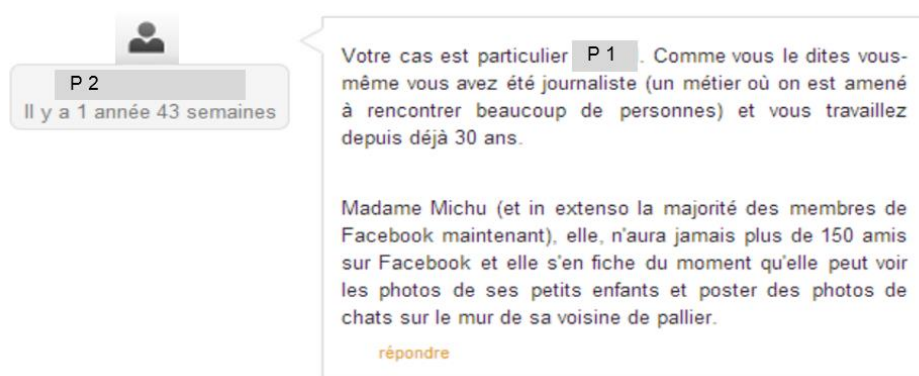 P 2
Il y a 1 année 43 semaines
Votre cas est particulier P 1 . Comme vous le dites vous-
même vous avez été journaliste (un métier où on est amené
à rencontrer beaucoup de personnes) et vous travaillez
depuis déjà 30 ans.
Madame Michu (et in extenso la majorité des membres de
Facebook maintenant), elle, n'aura jamais plus de 150 amis
sur Facebook et elle s'en fiche du moment qu'elle peut voir
les photos de ses petits enfants et poster des photos de
chats sur le mur de sa voisine de pallier.
répondre